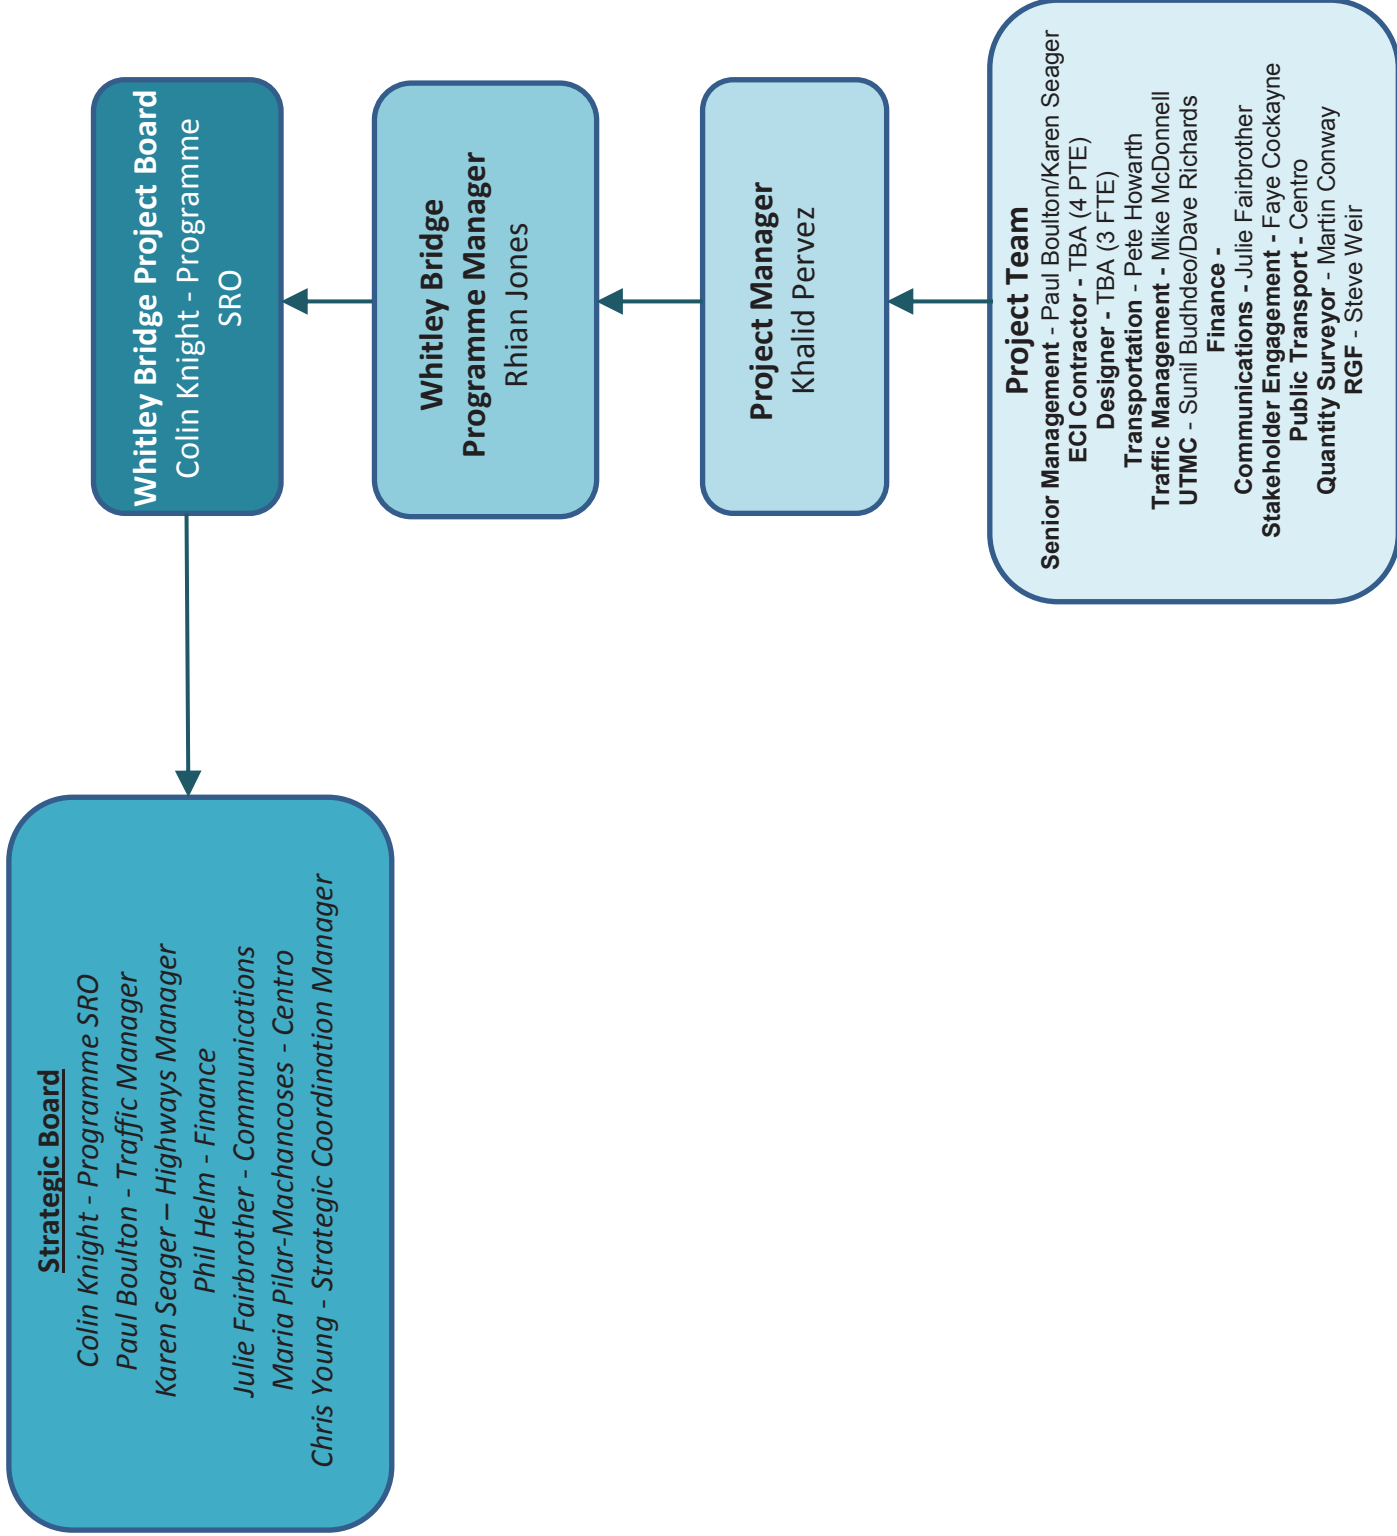 Strategic Board
Colin Knight - Programme SRO
Paul Boulton - Traffic Manager
Karen Seager – Highways Manager
Phil Helm - Finance
Julie Fairbrother - Communications
Maria Pilar-Machancoses - Centro
Chris Young - Strategic Coordination Manager
Whitley Bridge Project Board
Colin Knight - Programme
SRO
Whitley Bridge
Programme Manager
Rhian Jones
Project Manager
Khalid Pervez
Project Team
Senior Management - Paul Boulton/Karen Seager
ECI Contractor - TBA (4 PTE)
Designer - TBA (3 FTE)
Transportation - Pete Howarth
Traffic Management - Mike McDonnell
UTMC - Sunil Budhdeo/Dave Richards
Finance -
Communications - Julie Fairbrother
Stakeholder Engagement - Faye Cockayne
Public Transport - Centro
Quantity Surveyor - Martin Conway
RGF - Steve Weir